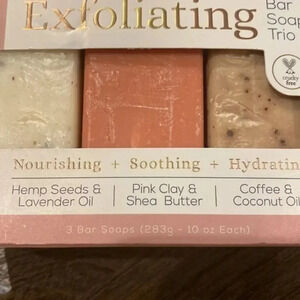 Exfoliating
Bar
Soap
Trio
cruelty
free
Nourishing + Soothing +
Hemp Seeds & Pink Clay & Coffee &
Lavender Oil Shea Butter Coconut Oil
3 Bar Soaps (283g - 10 oz Each)